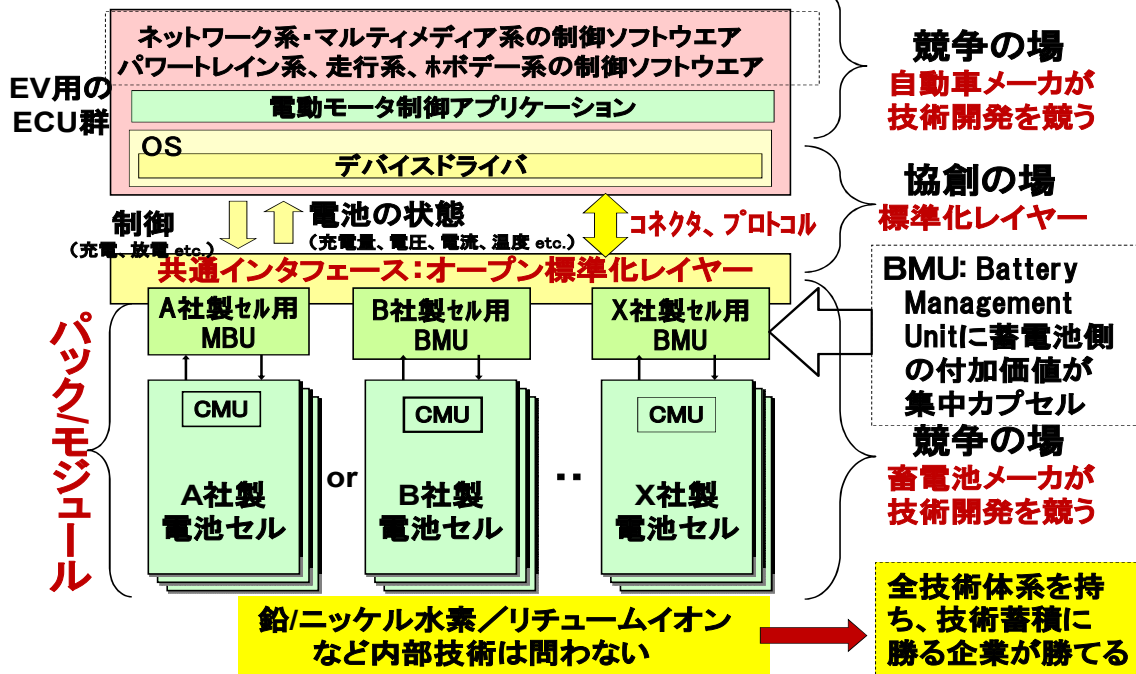 ネットワーク系・マルティメディア系の制御ソフトウエア
パワートレイン系、走行系、ホボデー系の制御ソフトウエア
EV用の
ECU群
電動モータ制御アプリケーション
OS
デバイスドライバ
競争の場
自動車メーカが
技術開発を競う
制御
(充電、放電 etc.)
電池の状態
(充電量、電圧、電流、温度 etc.)
コネクタ、プロトコル
協創の場
標準化レイヤー
共通インタフェース:オープン標準化レイヤー
A社製セル用
MBU
B社製セル用
BMU
X社製セル用
BMU
BMU: Battery
Management
Unitに蓄電池側
の付加価値が
集中カプセル
パック/モジュール
CMU
A社製
電池セル
or
CMU
B社製
電池セル
・・
CMU
X社製
電池セル
競争の場
畜電池メーカが
技術開発を競う
鉛/ニッケル水素/リチュームイオン
など内部技術は問わない
全技術体系を持
ち、技術蓄積に
勝る企業が勝てる